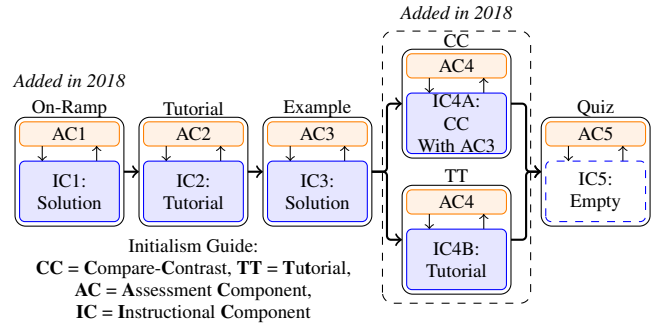 Added in 2018
On-Ramp
AC1
IC1:
Solution
Tutorial
AC2
IC2:
Tutorial
Example
AC3
IC3:
Solution
Added in 2018
CC
AC4
IC4A:
CC
With AC3
TT
AC4
IC4B:
Tutorial
Quiz
AC5
IC5:
Empty
Initialism Guide:
CC = Compare-Contrast, TT = Tutorial,
AC = Assessment Component,
IC = Instructional Component